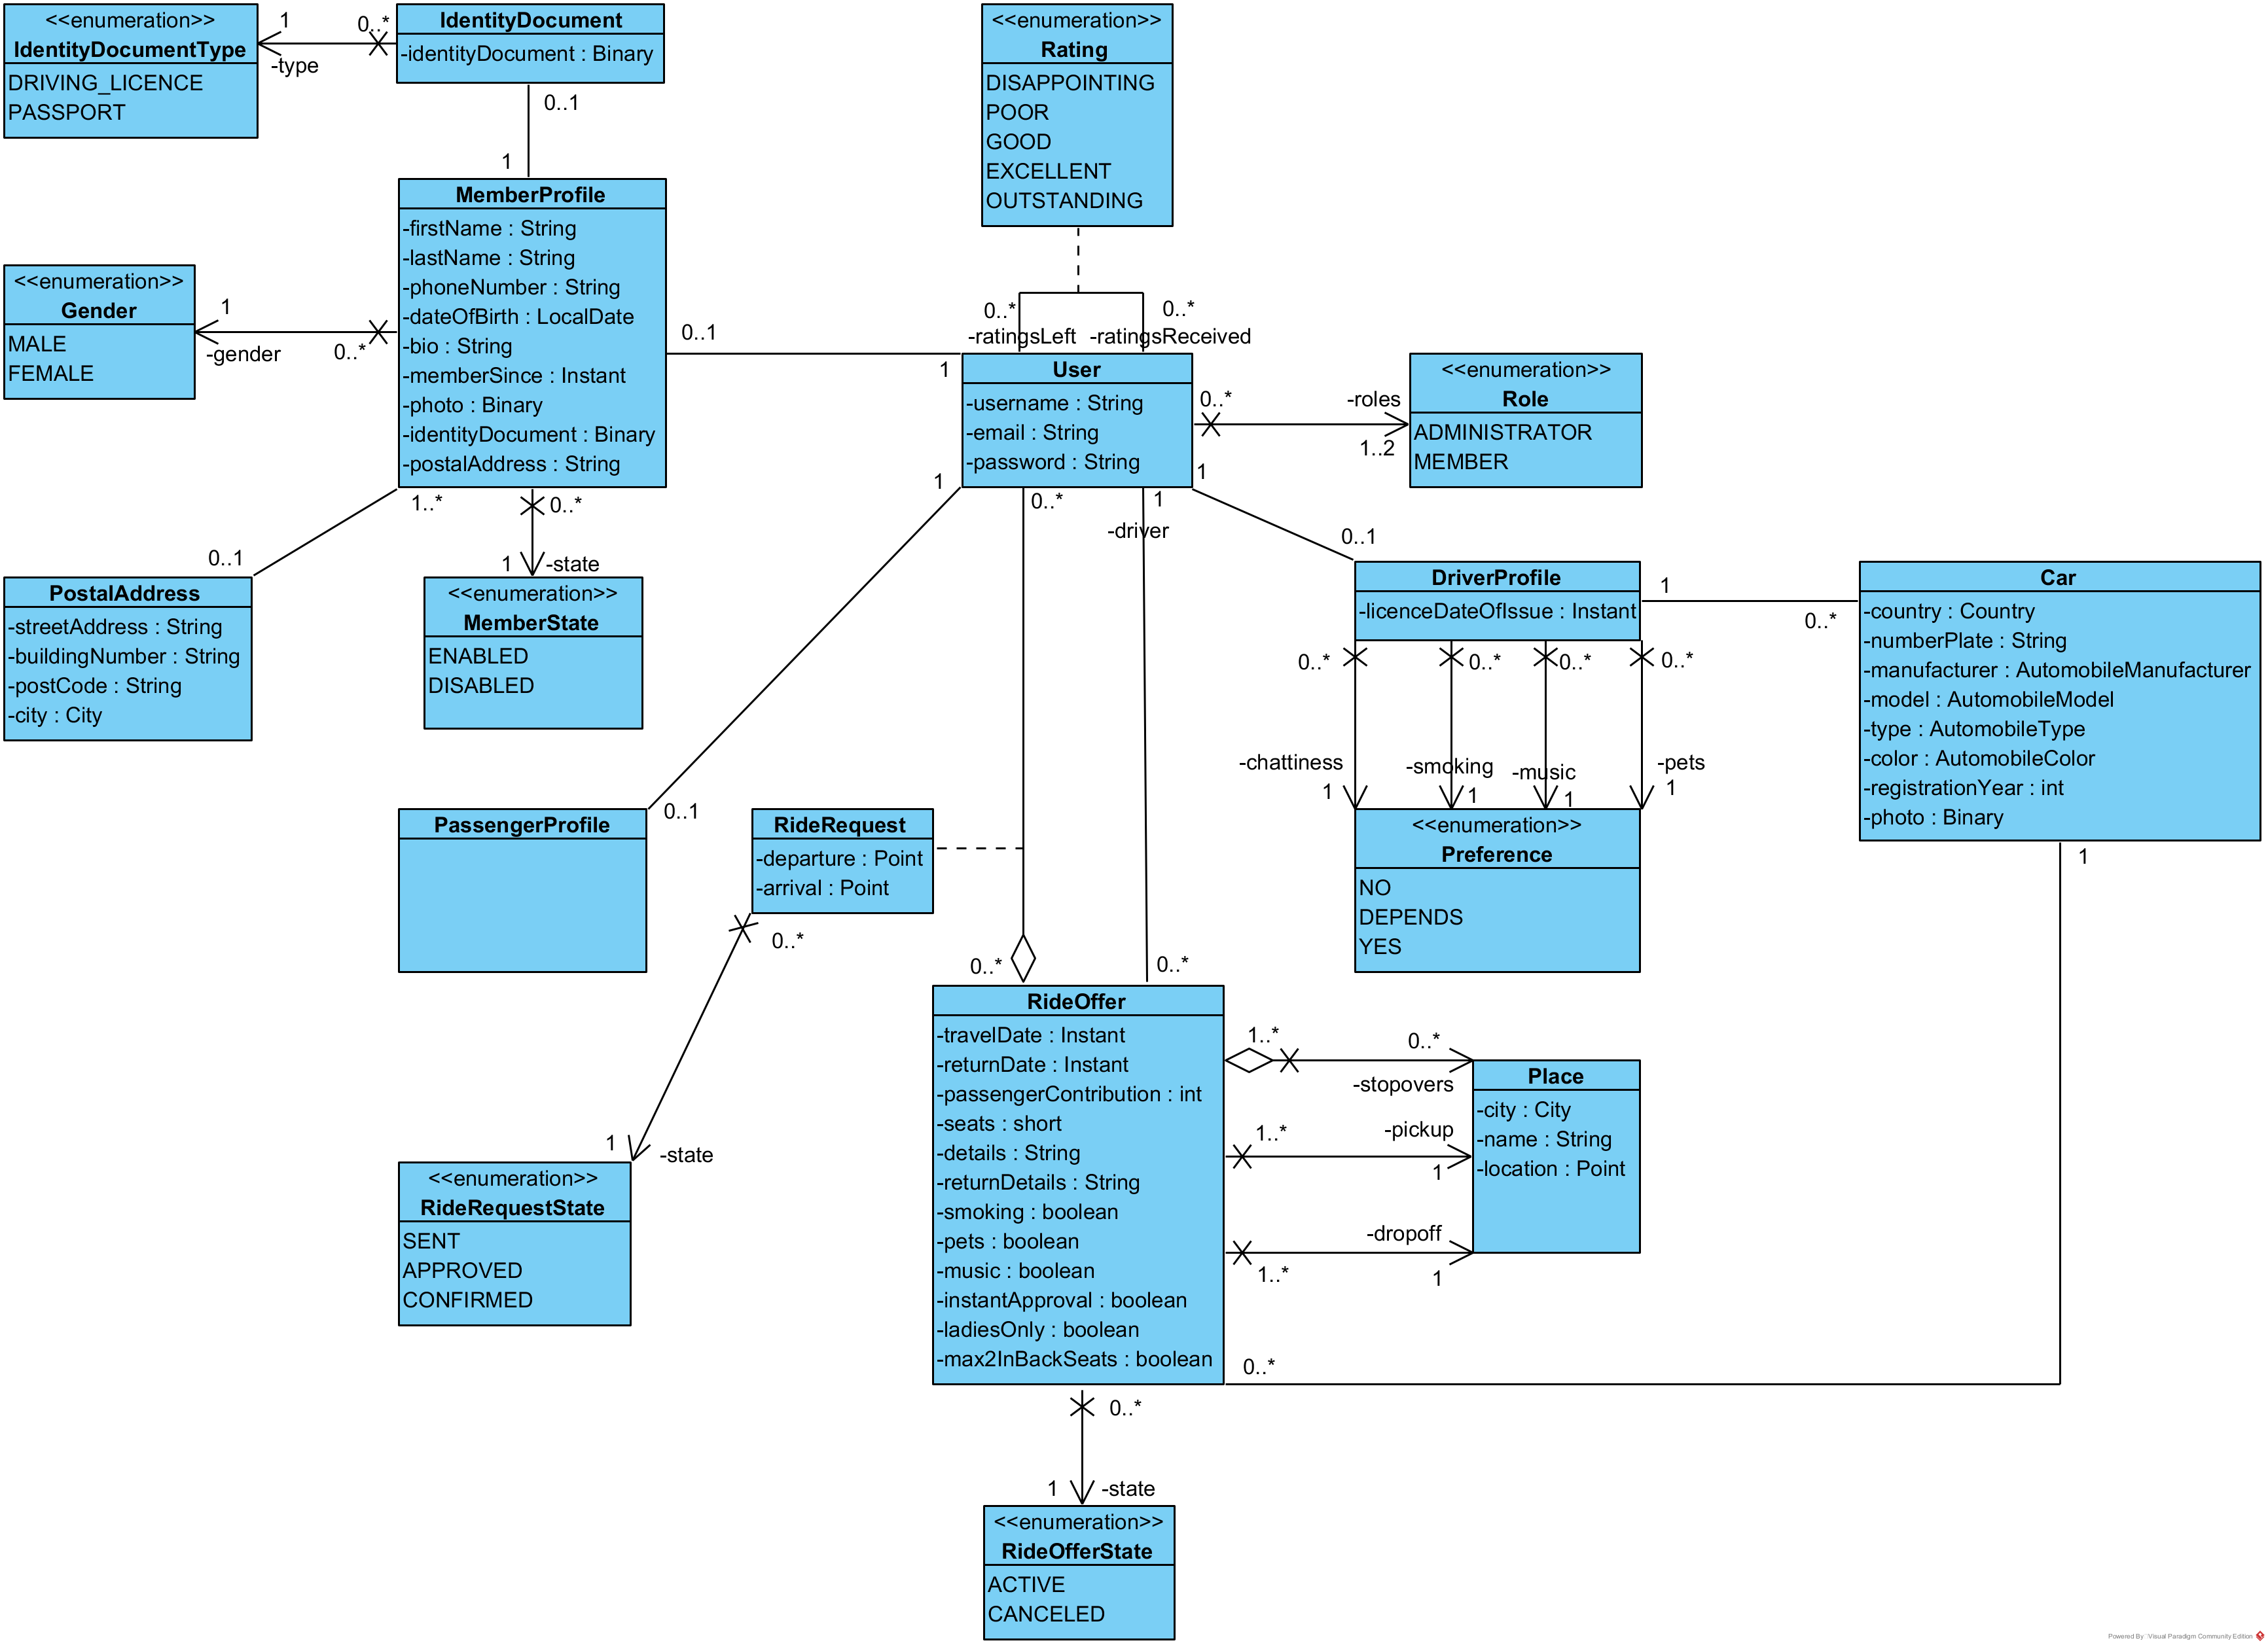 <<enumeration>>
IdentityDocumentType
DRIVING_LICENCE
PASSPORT
1
-type
0..*
IdentityDocument
-identityDocument : Binary
0..1
1
<<enumeration>>
Rating
DISAPPOINTING
POOR
GOOD
EXCELLENT
OUTSTANDING
MemberProfile
-firstName : String
-lastName : String
-phoneNumber : String
-dateOfBirth : LocalDate
-bio : String
-memberSince : Instant
-photo : Binary
-identityDocument : Binary
-postalAddress : String
<<enumeration>>
Gender
MALE
FEMALE
1
-gender
0..*
0..1
1
0..*
-ratingsLeft
0..*
-ratingsReceived
User
-username : String
-email : String
-password : String
0..*
-roles
1..2
<<enumeration>>
Role
ADMINISTRATOR
MEMBER
1..*
0..1
0..*
1
-state
1
0..*
1
-driver
1
0..1
PostalAddress
-streetAddress : String
-buildingNumber : String
-postCode : String
-city : City
<<enumeration>>
MemberState
ENABLED
DISABLED
DriverProfile
-licenceDateOfIssue : Instant
1
0..*
Car
-country : Country
-numberPlate : String
-manufacturer : AutomobileManufacturer
-model : AutomobileModel
-type : AutomobileType
-color : AutomobileColor
-registrationYear : int
-photo : Binary
0..*
0..*
0..*
0..*
-chattiness
1
-smoking
1
-music
1
-pets
1
0..1
PassengerProfile
RideRequest
-departure : Point
-arrival : Point
<<enumeration>>
Preference
NO
DEPENDS
YES
1
0..*
0..*
0..*
RideOffer
-travelDate : Instant
-returnDate : Instant
-passengerContribution : int
-seats : short
-details : String
-returnDetails : String
-smoking : boolean
-pets : boolean
-music : boolean
-instantApproval : boolean
-ladiesOnly : boolean
-max2InBackSeats : boolean
1..*
0..*
-stopovers
1..*
-pickup
1
-dropoff
1..*
1
Place
-city : City
-name : String
-location : Point
1
-state
<<enumeration>>
RideRequestState
SENT
APPROVED
CONFIRMED
0..*
0..*
1
-state
<<enumeration>>
RideOfferState
ACTIVE
CANCELED
Powered By Visual Paradigm Community Edition